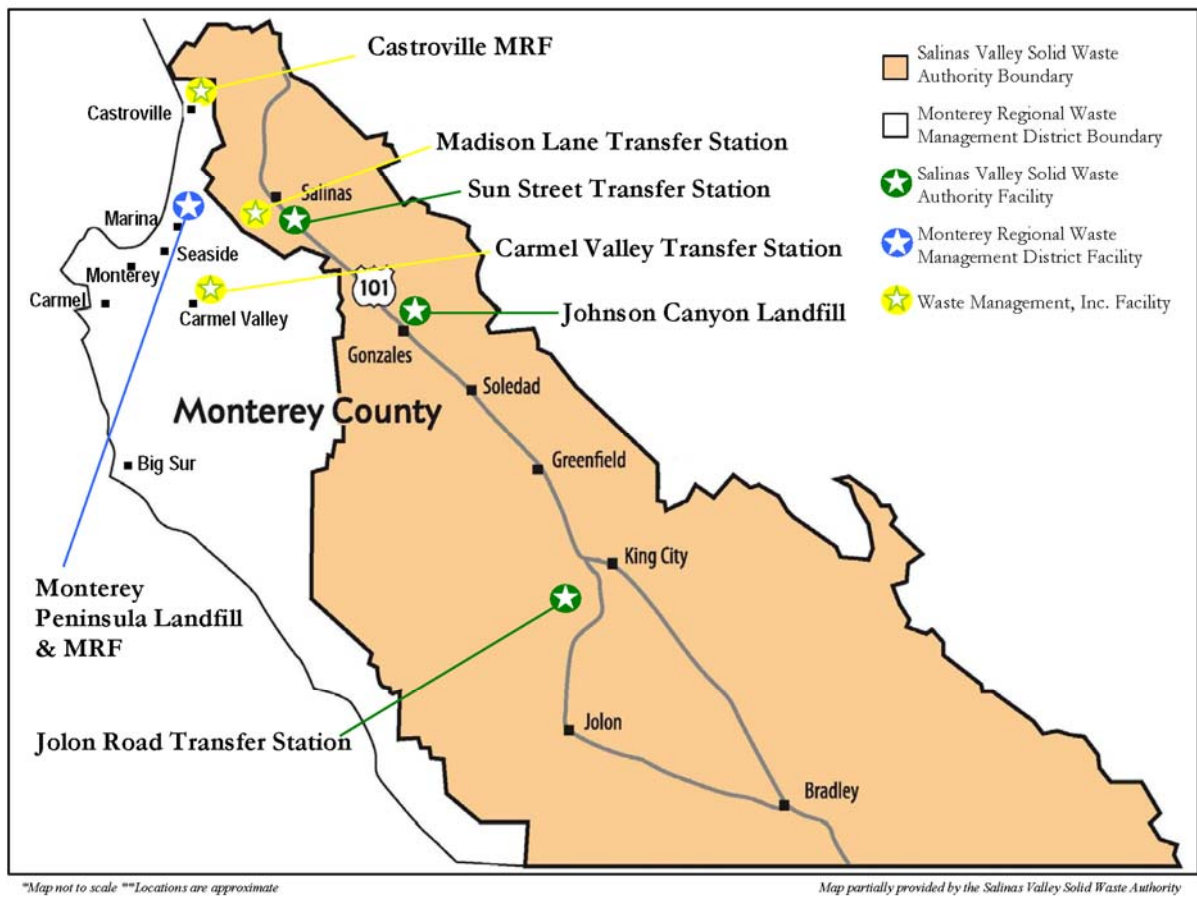 Castroville MRF
Castroville
Madison Lane Transfer Station
Salinas
Sun Street Transfer Station
Marina
Seaside
Carmel Valley Transfer Station
Monterey
Carmel
Carmel Valley
101
Johnson Canyon Landfill
Gonzales
Soledad
Monterey County
Big Sur
Greenfield
King City
Monterey
Peninsula Landfill
& MRF
Jolon Road Transfer Station
Jolon
Bradley
Salinas Valley Solid Waste
Authority Boundary
Monterey Regional Waste
Management District Boundary
Salinas Valley Solid Waste
Authority Facility
Monterey Regional Waste
Management District Facility
Waste Management, Inc. Facility
*Map not to scale **Locations are approximate
Map partially provided by the Salinas Valley Solid Waste Authority